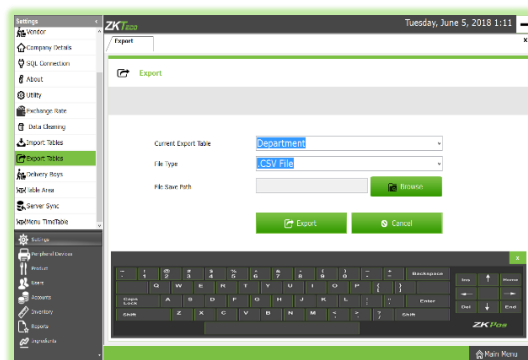 Settings
ZKTeco
Tuesday, June 5, 2018 1:11
Vendor
Company Details
SQL Connection
About
Utility
Exchange Rate
Data Cleaning
Import Tables
Export Tables
Delivery Boys
Table Area
Server Sync
Menu TimeTable
Settings
Peripheral Devices
Product
Users
Accounts
Inventory
Reports
Ingredients
Export
x
Export
Current Export Table
Department
File Type
.CSV File
File Save Path
Browse
Export
Cancel
x
Backspace
Q W E R T Y U I O P { }
Caps Lock
A S D F G H J K L
Enter
Shift
Z X C V B N M < > ?
Shift
Ins
Home
Del
End
ZKPos
Main Menu